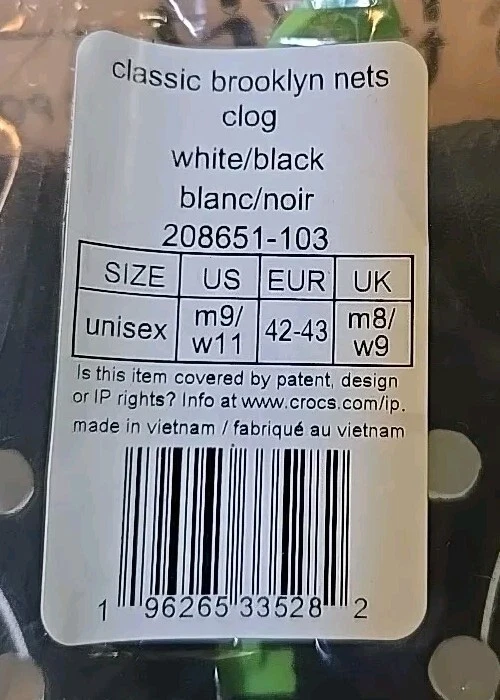 classic brooklyn nets
clog
white/black
blanc/noir
208651-103
SIZE US EUR UK
unisex m9/ w11 42-43 m8/ w9
Is this item covered by patent, design
or IP rights? Info at www.crocs.com/ip.
made in vietnam / fabriqué au vietnam
1 96265 33528 2